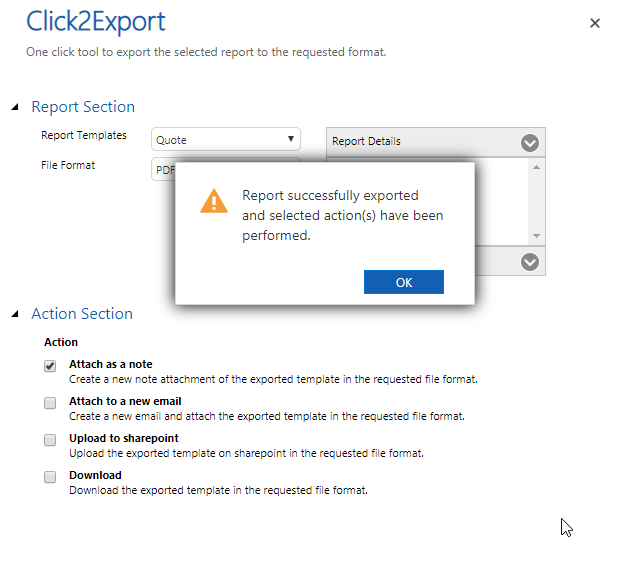 Click2Export
One click tool to export the selected report to the requested format.
Report Section
Report Templates
Quote
Report Details
File Format
PDF
Report successfully exported
and selected action(s) have been
performed.
OK
Action Section
Action
Attach as a note
Create a new note attachment of the exported template in the requested file format.
Attach to a new email
Create a new email and attach the exported template in the requested file format.
Upload to sharepoint
Upload the exported template on sharepoint in the requested file format.
Download
Download the exported template in the requested file format.